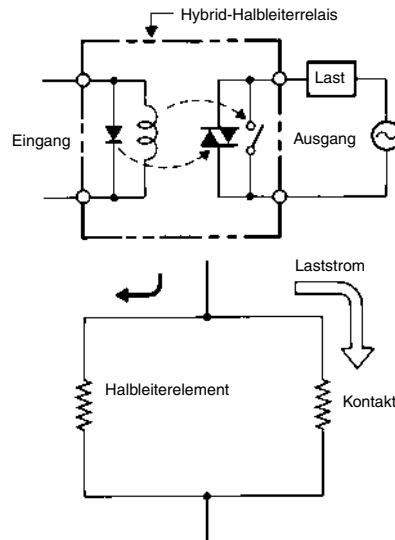 Hybrid-Halbleiterrelais
Last
Eingang
Ausgang
Laststrom
Halbleiterelement
Kontakt